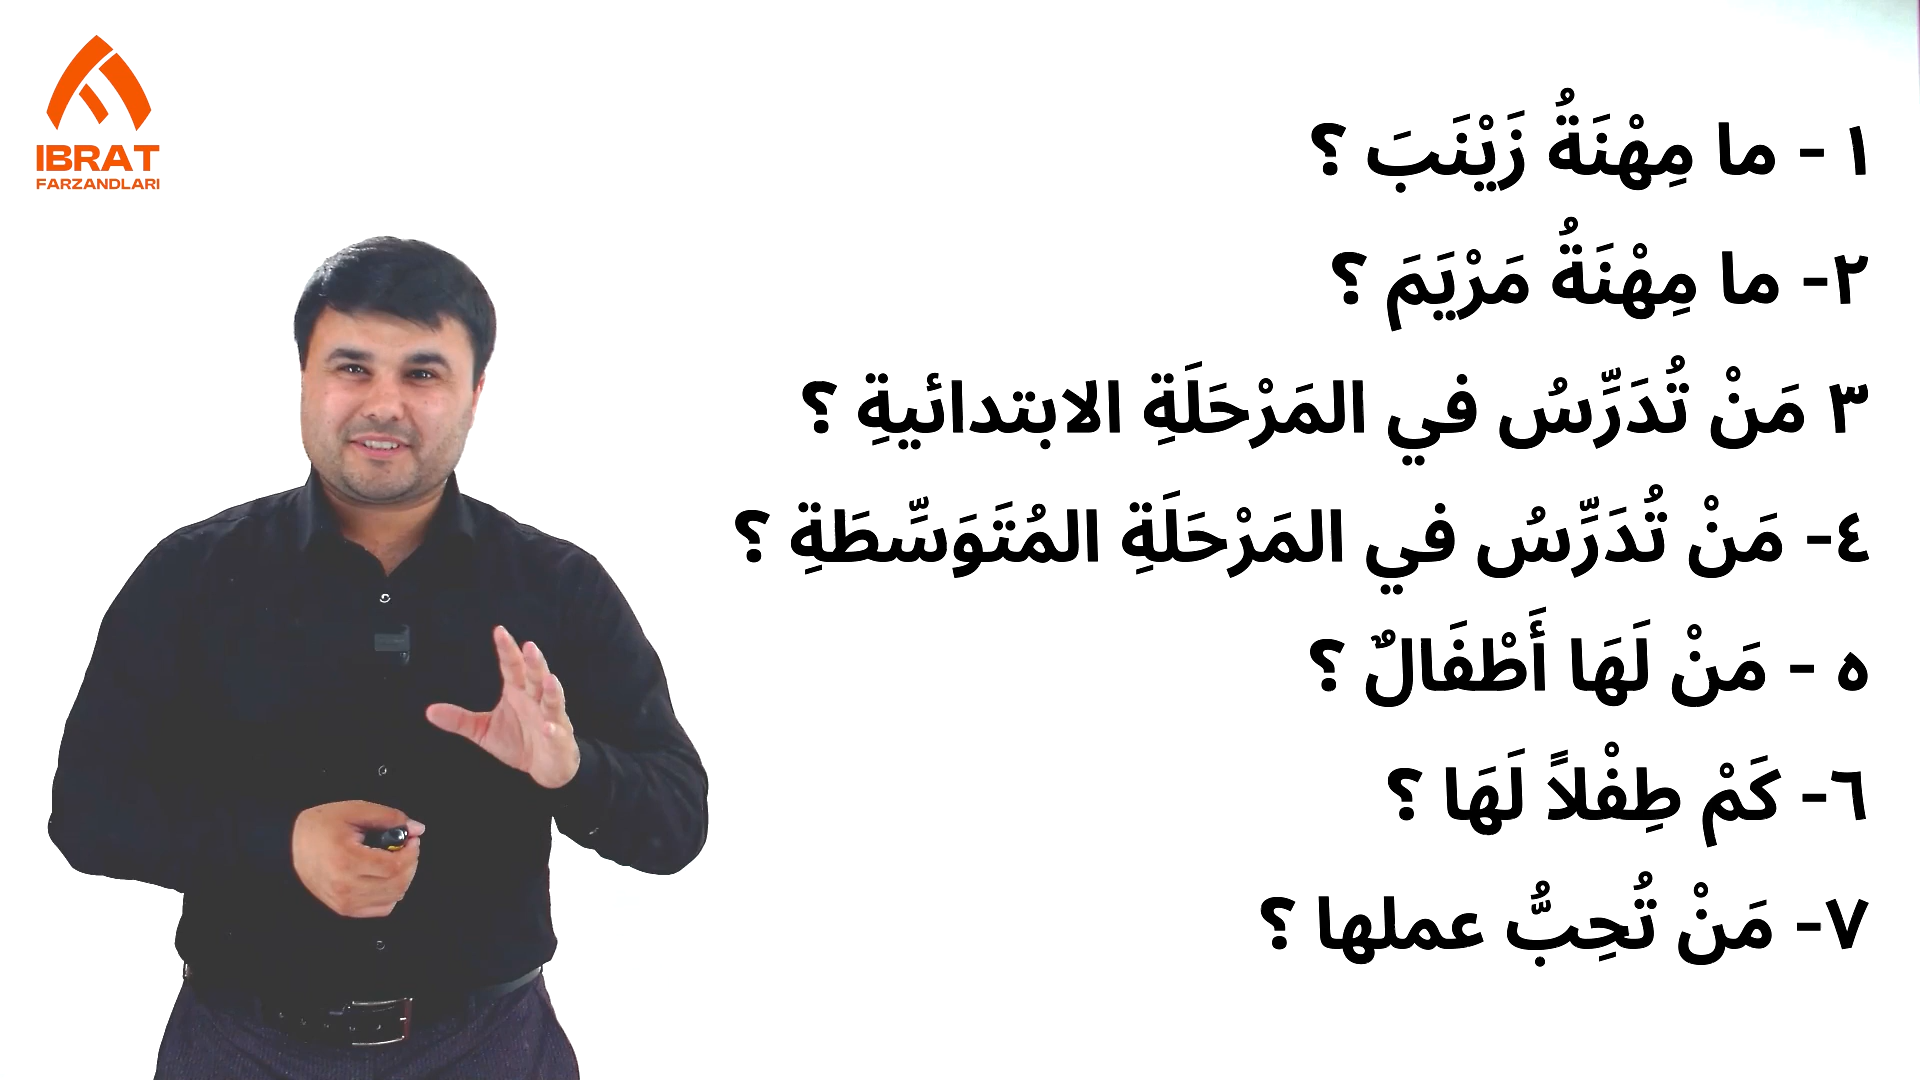 IBRAT
FARZANDLARI
١ - ما مِهْنَةُ زَيْنَبَ ؟
٢- ما مِهْنَةُ مَرْيَمَ ؟
٣ مَنْ تُدَرِّسُ في المَرْحَلَةِ الابتدائيةِ ؟
٤- مَنْ تُدَرِّسُ في المَرْحَلَةِ المُتَوَسِّطَةِ ؟
٥ - مَنْ لَهَا أَطْفَالٌ ؟
٦- كَمْ طِفْلاً لَهَا ؟
٧- مَنْ تُحِبُّ عملها ؟